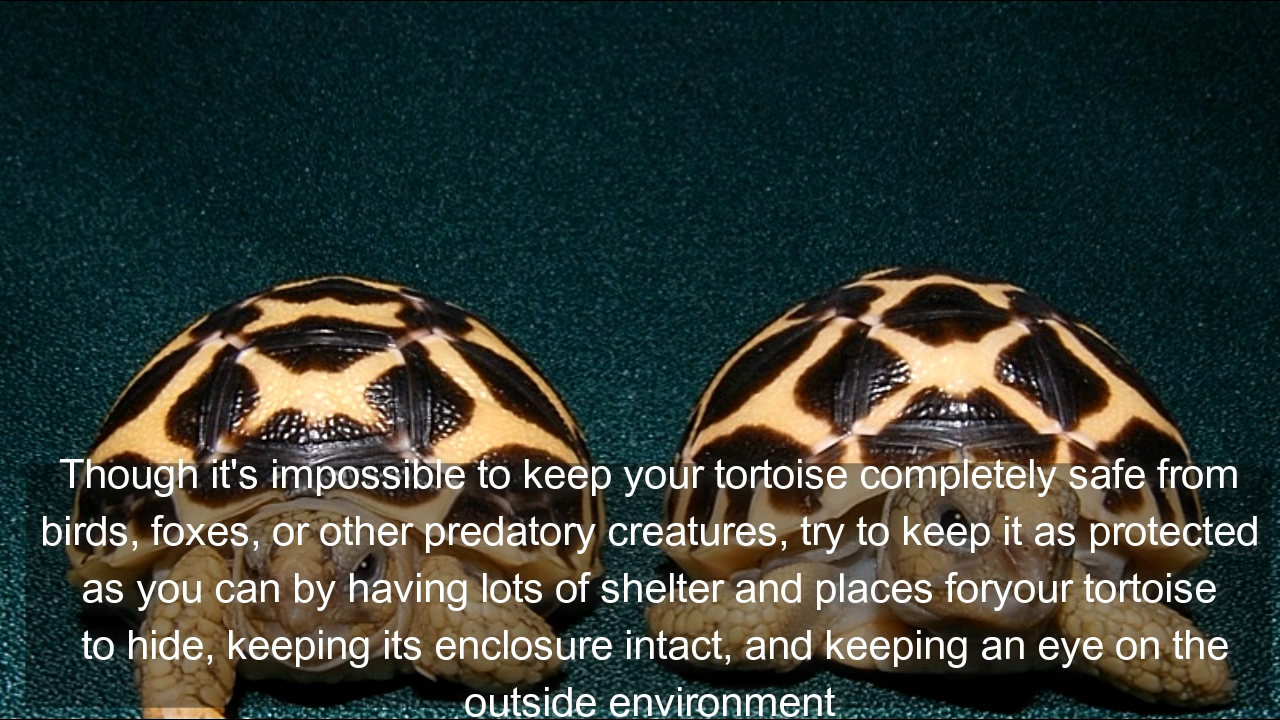 Though it's impossible to keep your tortoise completely safe from
birds, foxes, or other predatory creatures, try to keep it as protected
as you can by having lots of shelter and places foryour tortoise
to hide, keeping its enclosure intact, and keeping an eye on the
outside environment